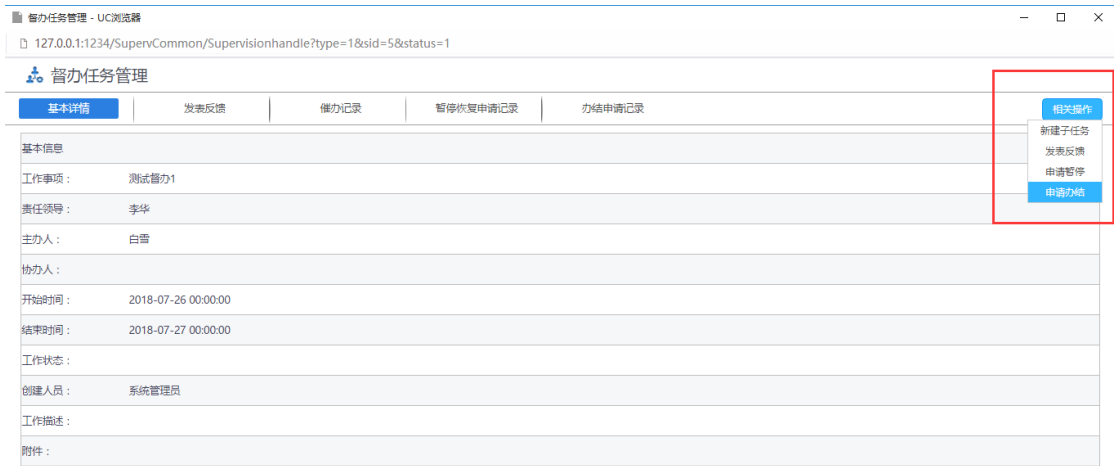 督办任务管理 - UC浏览器
127.0.0.1:1234/SupervCommon/Supervisionhandle?type=1&sid=5&status=1
督办任务管理
基本详情 发表反馈 催办记录 暂停恢复申请记录 办结申请记录 相关操作
新建子任务
发表反馈
申请暂停
申请办结
基本信息
工作事项： 测试督办1
责任领导： 李华
主办人： 白雪
协办人：
开始时间： 2018-07-26 00:00:00
结束时间： 2018-07-27 00:00:00
工作状态：
创建人员： 系统管理员
工作描述：
附件：